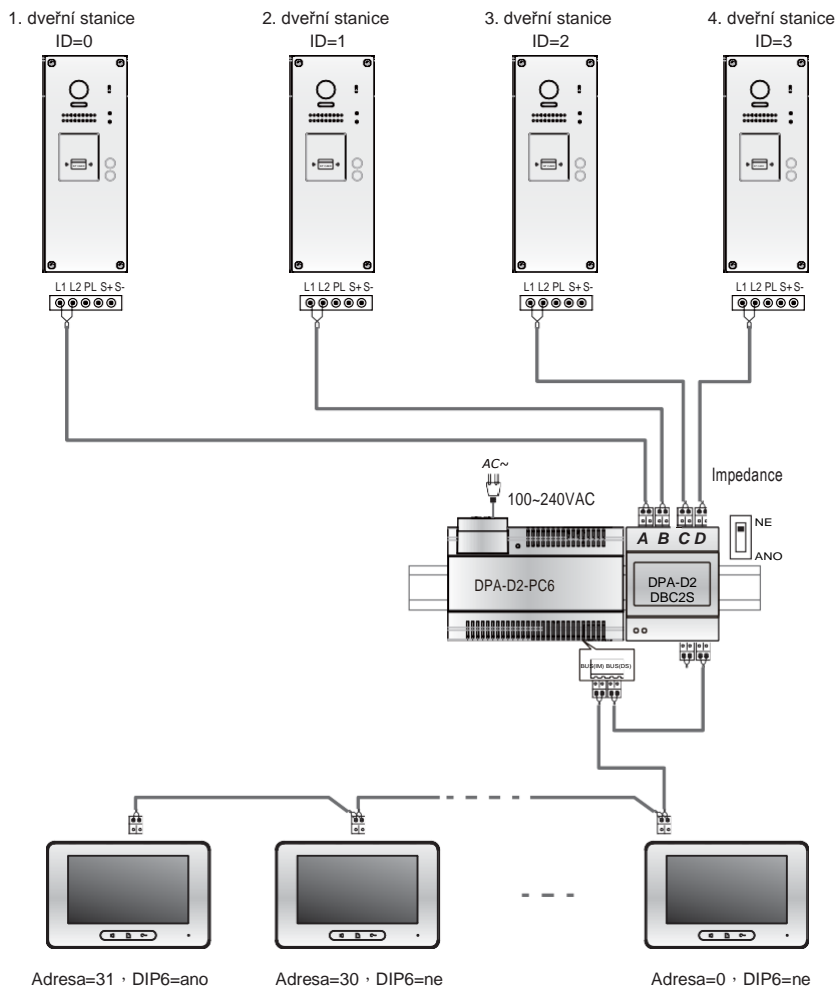 1. dveřní stanice
ID=0
2. dveřní stanice
ID=1
3. dveřní stanice
ID=2
4. dveřní stanice
ID=3
L1 L2 PL S+ S-
L1 L2 PL S+ S-
L1 L2 PL S+ S-
L1 L2 PL S+ S-
AC~
100~240VAC
Impedance
NE
ANO
A B C D
DPA-D2-PC6
DPA-D2
DBC2S
BUS(IM) BUS(DS)
Adresa=31，DIP6=ano
Adresa=30，DIP6=ne
Adresa=0，DIP6=ne